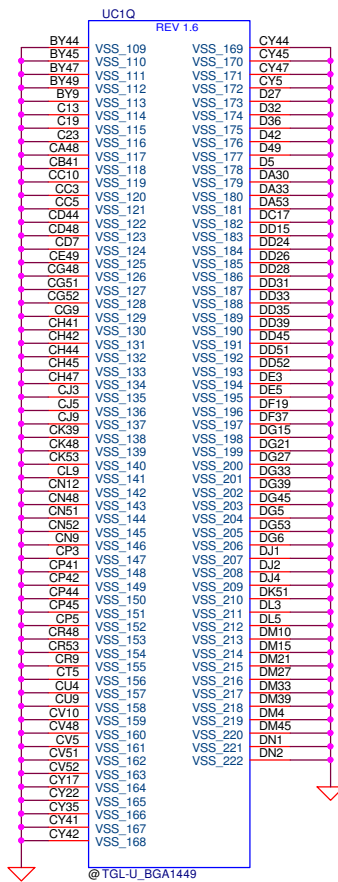 UC1Q
REV 1.6
BY44 VSS_109 VSS_169 CY44
BY45 VSS_110 VSS_170 CY45
BY47 VSS_111 VSS_171 CY47
BY49 VSS_112 VSS_172 CY5
BY9 VSS_113 VSS_173 D27
C13 VSS_114 VSS_174 D32
C19 VSS_115 VSS_175 D36
C23 VSS_116 VSS_176 D42
CA48 VSS_117 VSS_177 D49
CB41 VSS_118 VSS_178 D5
CC10 VSS_119 VSS_179 DA30
CC3 VSS_120 VSS_180 DA33
CC5 VSS_121 VSS_181 DA53
CD44 VSS_122 VSS_182 DC17
CD48 VSS_123 VSS_183 DD15
CD7 VSS_124 VSS_184 DD24
CE49 VSS_125 VSS_185 DD26
CG48 VSS_126 VSS_186 DD28
CG51 VSS_127 VSS_187 DD31
CG52 VSS_128 VSS_188 DD33
CG9 VSS_129 VSS_189 DD35
CH41 VSS_130 VSS_190 DD39
CH42 VSS_131 VSS_191 DD45
CH44 VSS_132 VSS_192 DD51
CH45 VSS_133 VSS_193 DD52
CH47 VSS_134 VSS_194 DE3
CJ3 VSS_135 VSS_195 DE5
CJ5 VSS_136 VSS_196 DF19
CJ9 VSS_137 VSS_197 DF37
CK39 VSS_138 VSS_198 DG15
CK48 VSS_139 VSS_199 DG21
CK53 VSS_140 VSS_200 DG27
CL9 VSS_141 VSS_201 DG33
CN12 VSS_142 VSS_202 DG39
CN48 VSS_143 VSS_203 DG45
CN51 VSS_144 VSS_204 DG5
CN52 VSS_145 VSS_205 DG53
CN9 VSS_146 VSS_206 DG6
CP3 VSS_147 VSS_207 DJ1
CP41 VSS_148 VSS_208 DJ2
CP42 VSS_149 VSS_209 DJ4
CP44 VSS_150 VSS_210 DK51
CP45 VSS_151 VSS_211 DL3
CP5 VSS_152 VSS_212 DL5
CR48 VSS_153 VSS_213 DM10
CR53 VSS_154 VSS_214 DM15
CR9 VSS_155 VSS_215 DM21
CT5 VSS_156 VSS_216 DM27
CU4 VSS_157 VSS_217 DM33
CU9 VSS_158 VSS_218 DM39
CV10 VSS_159 VSS_219 DM4
CV48 VSS_160 VSS_220 DM45
CV5 VSS_161 VSS_221 DN1
CV51 VSS_162 VSS_222 DN2
CV52 VSS_163
CY17 VSS_164
CY22 VSS_165
CY35 VSS_166
CY41 VSS_167
CY42 VSS_168
@ TGL-U_BGA1449